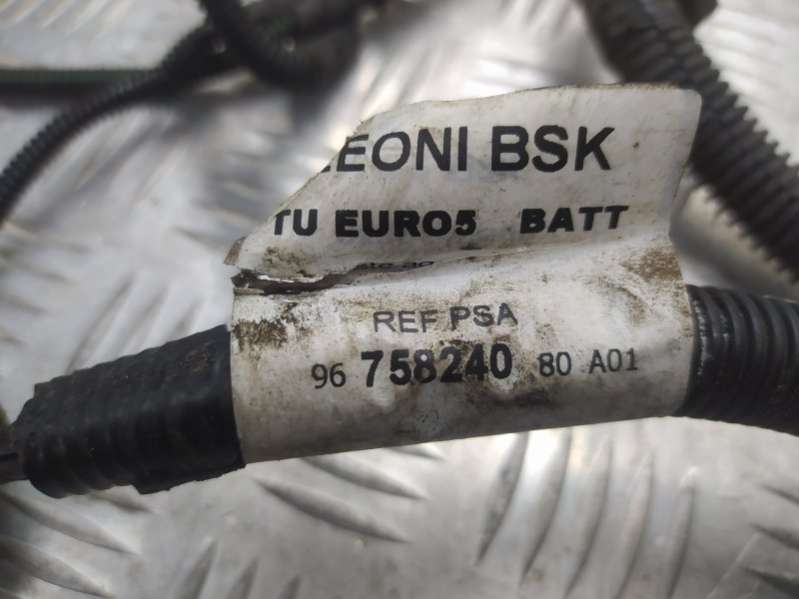 LEONI BSK
TU EURO5 BATT
REF PSA
96 758240 80 A01